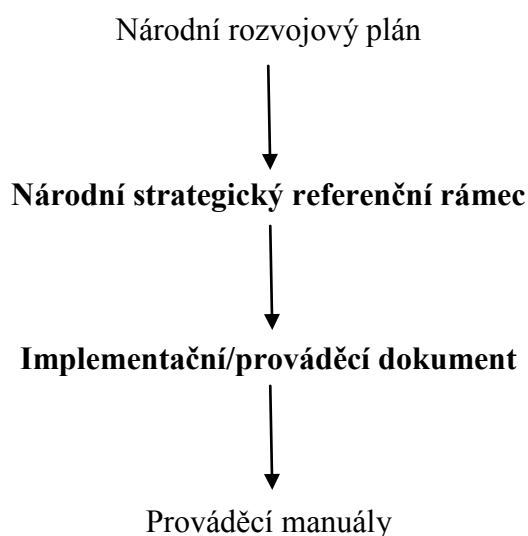 Národní rozvojový plán
Národní strategický referenční rámec
Implementační/prováděcí dokument
Prováděcí manuály